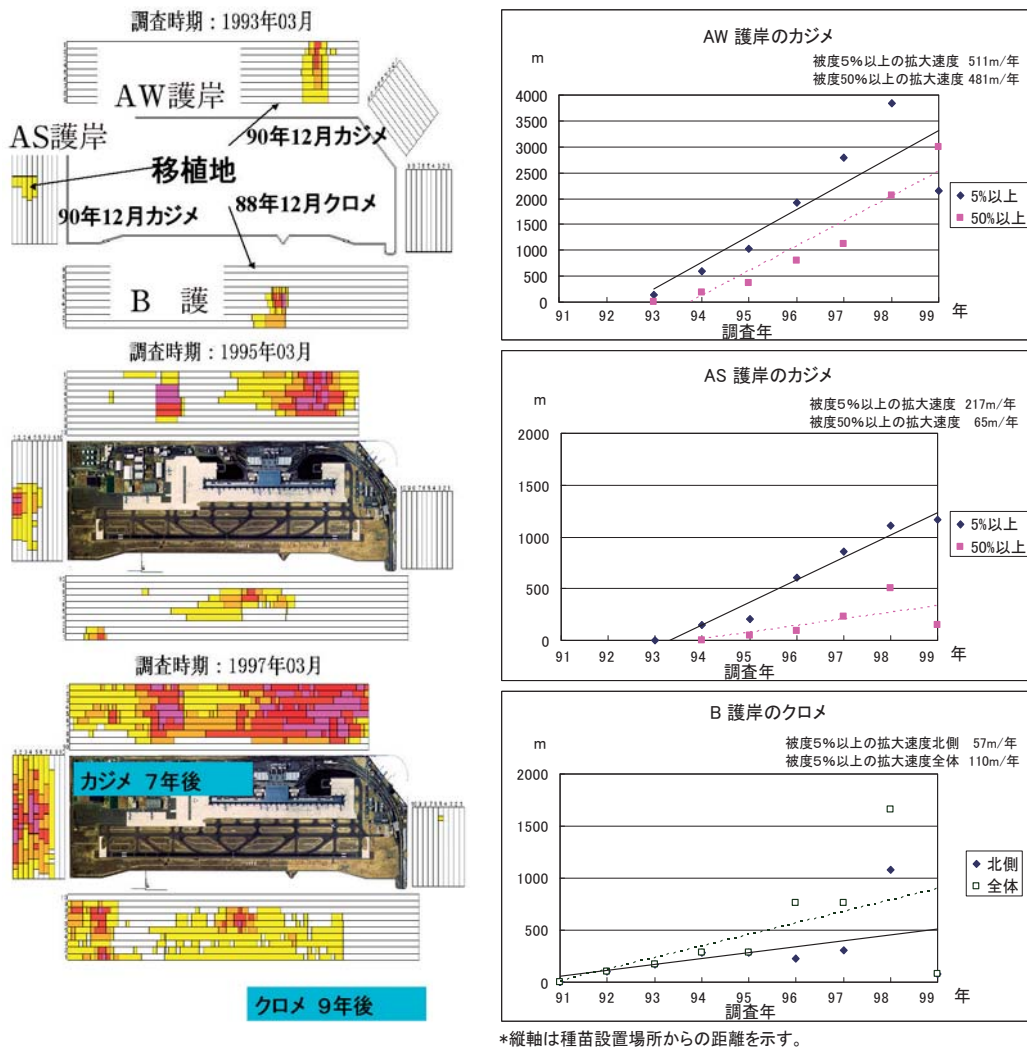 調査時期：1993年03月
AW護岸
AS護岸
90年12月カジメ
移植地
90年12月カジメ
88年12月クロメ
B 護
調査時期：1995年03月
調査時期：1997年03月
カジメ 7年後
クロメ 9年後
AW 護岸のカジメ
m
被度5%以上の拡大速度 511m/年
被度50%以上の拡大速度 481m/年
4000
3500
3000
2500
2000
1500
1000
500
0
91 92 93 94 95 96 97 98 99 年
調査年
5%以上
50%以上
AS 護岸のカジメ
m
被度5%以上の拡大速度 217m/年
被度50%以上の拡大速度 65m/年
2000
1500
1000
500
0
91 92 93 94 95 96 97 98 99 年
調査年
5%以上
50%以上
B 護岸のクロメ
m
被度5%以上の拡大速度北側 57m/年
被度5%以上の拡大速度全体 110m/年
2000
1500
1000
500
0
91 92 93 94 95 96 97 98 99 年
調査年
北側
全体
*縦軸は種苗設置場所からの距離を示す。